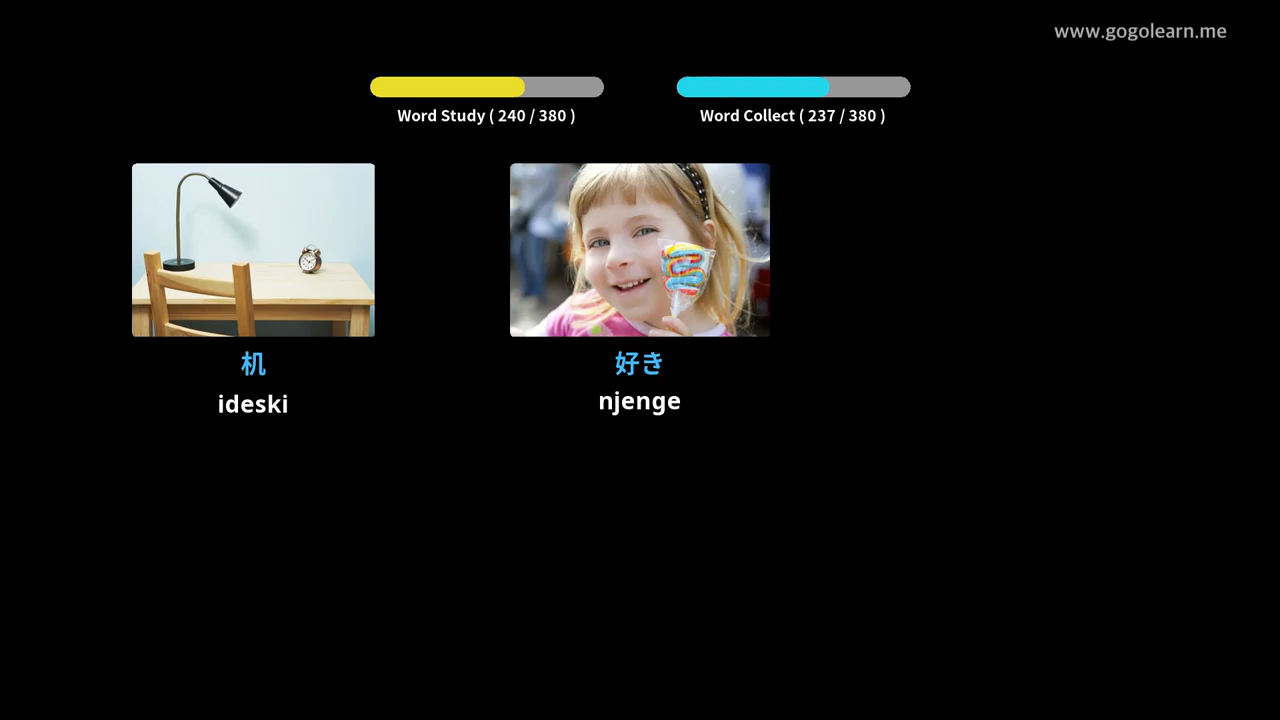 www.gogolearn.me
Word Study ( 240 / 380 )
Word Collect ( 237 / 380 )
机
ideski
好き
njenge